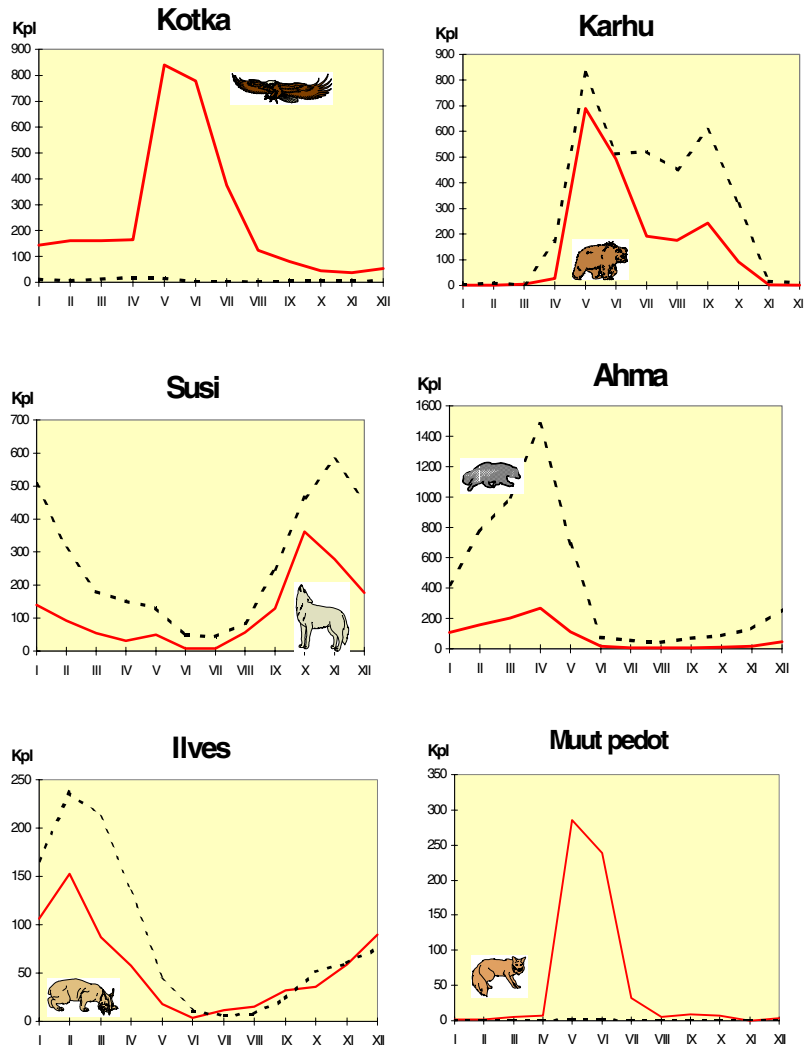 Kotka
Kpl
900
800
700
600
500
400
300
200
100
0
I II III IV V VI VII VIII IX X XI XII
Karhu
Kpl
900
800
700
600
500
400
300
200
100
0
I II III IV V VI VII VIII IX X XI XII
Susi
Kpl
700
600
500
400
300
200
100
0
I II III IV V VI VII VIII IX X XI XII
Ahma
Kpl
1600
1400
1200
1000
800
600
400
200
0
I II III IV V VI VII VIII IX X XI XII
Ilves
Kpl
250
200
150
100
50
0
I II III IV V VI VII VIII IX X XI XII
Muut pedot
Kpl
350
300
250
200
150
100
50
0
I II III IV V VI VII VIII IX X XI XII